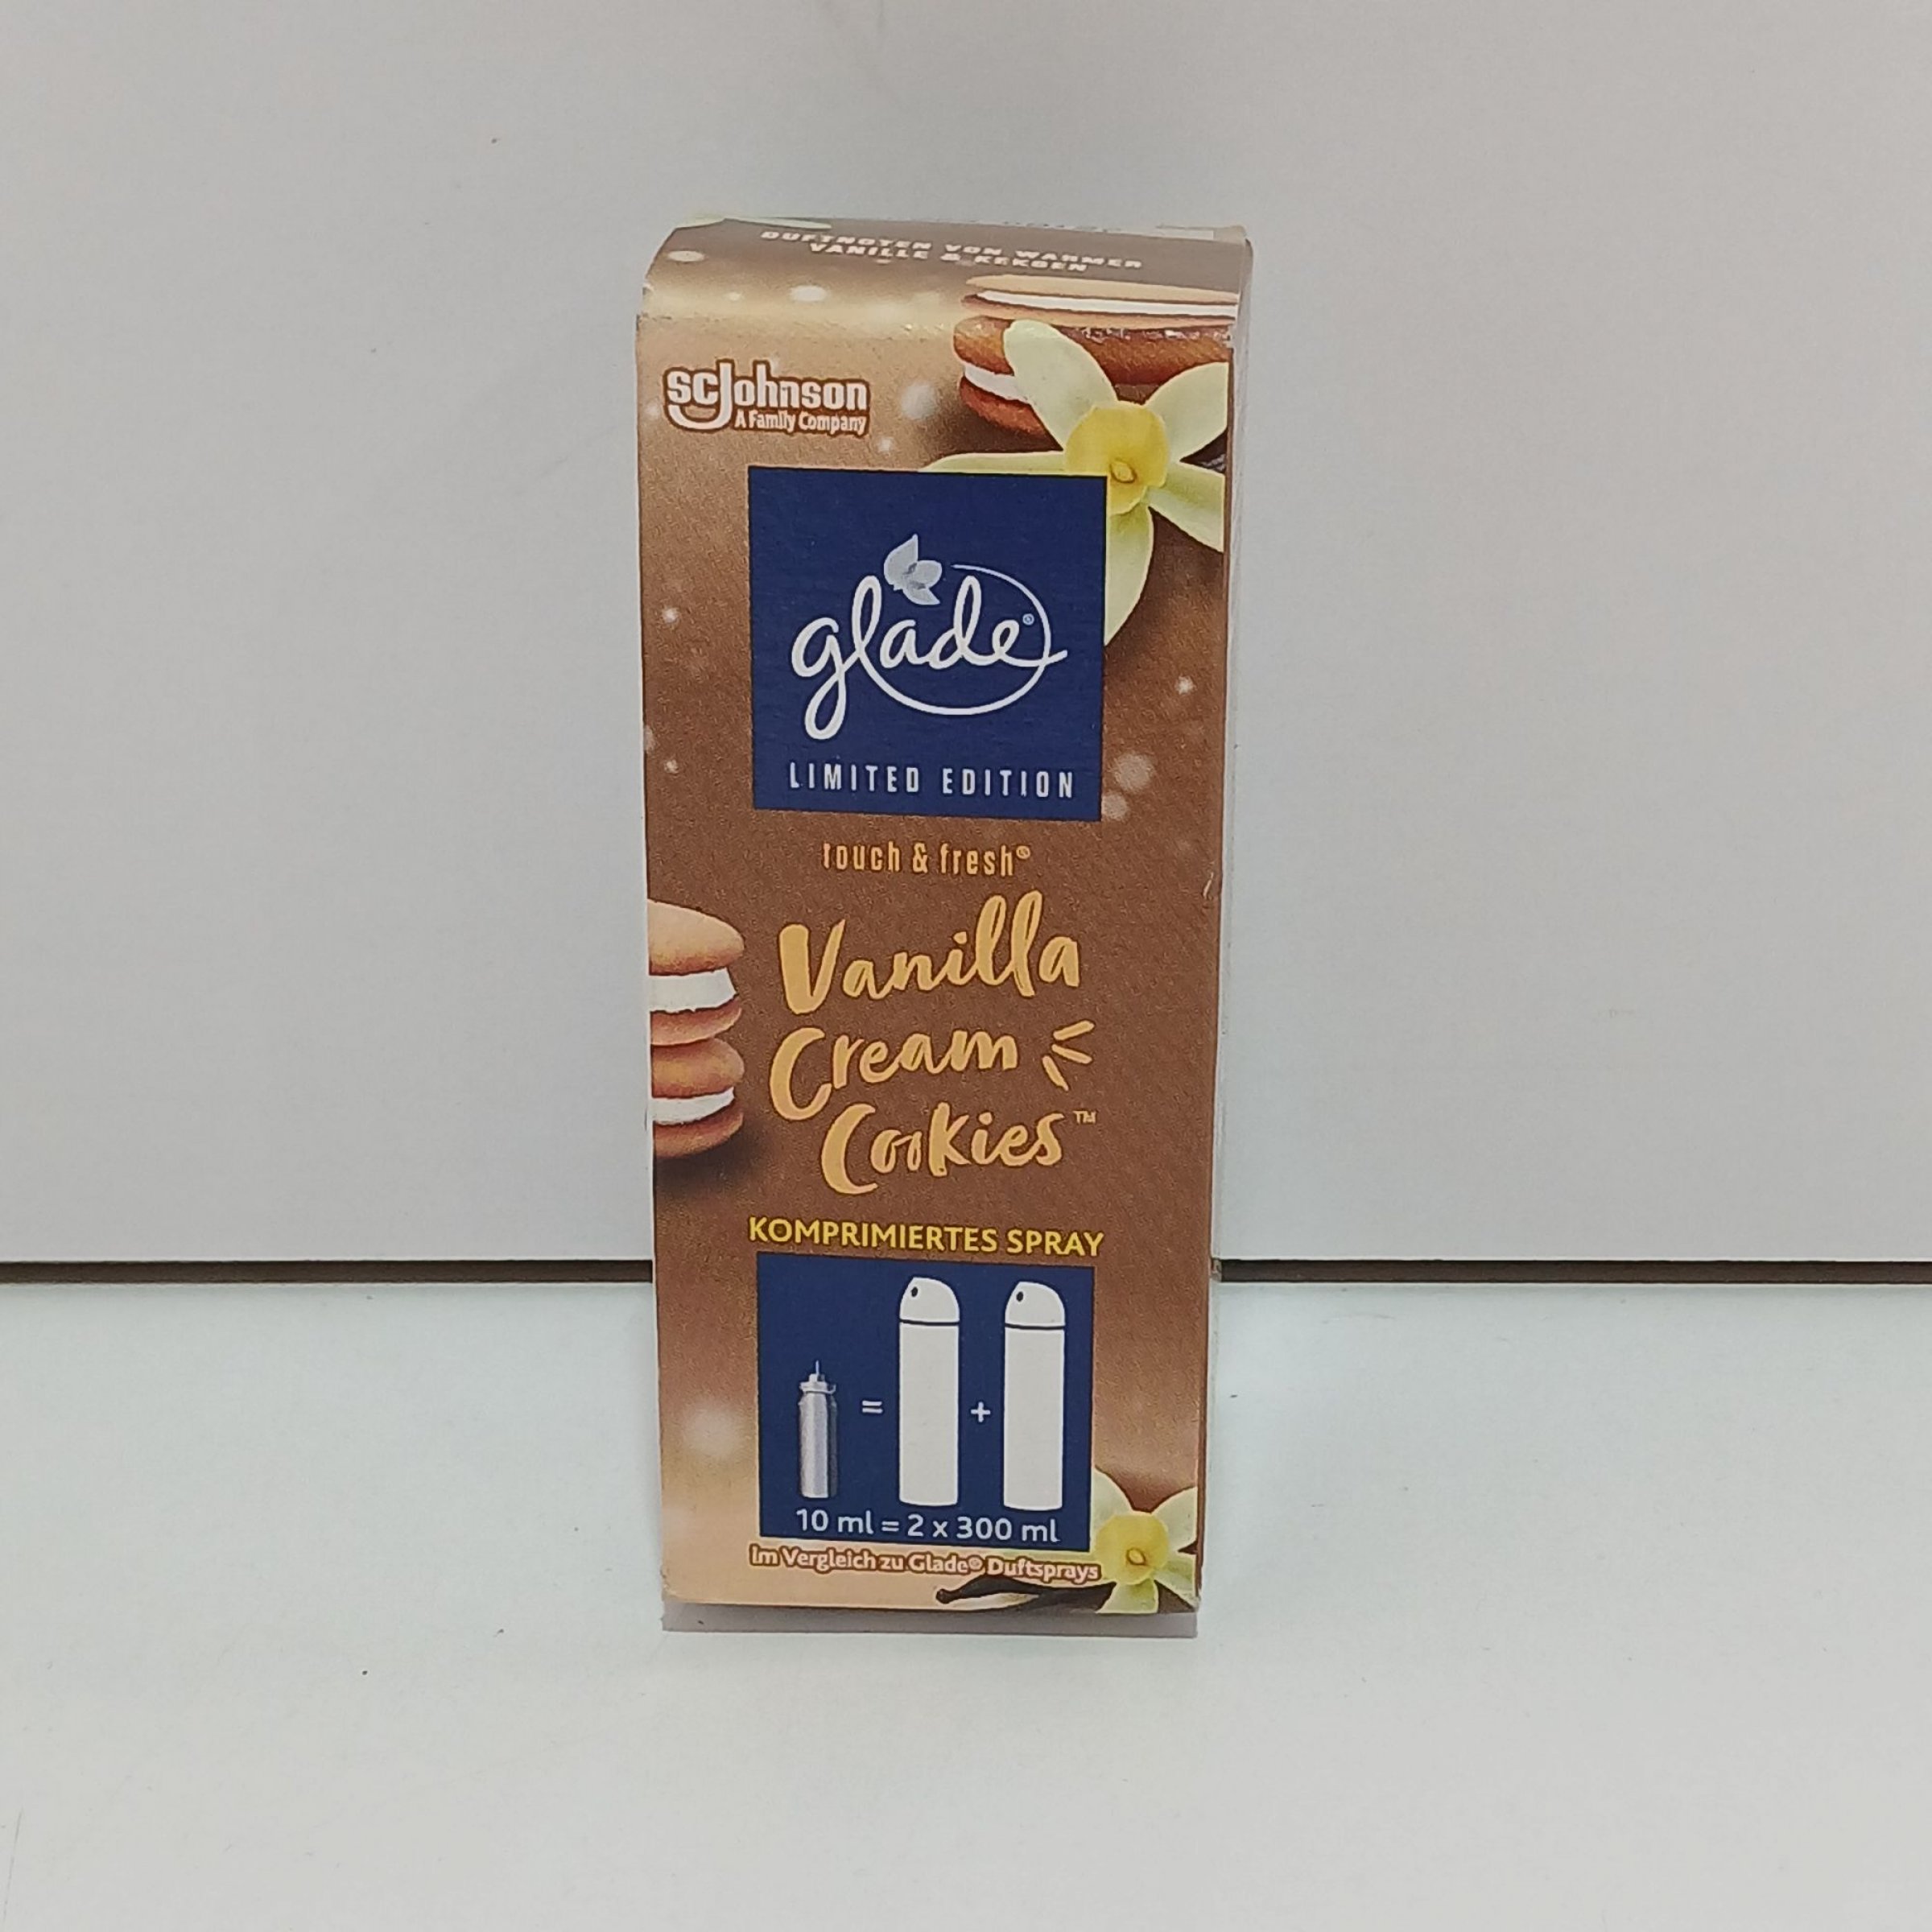 DUFTNOTEN VON WARMER
VANILLE & KEKSEN
scJohnson
A Family Company
glade®
LIMITED EDITION
touch & fresh®
Vanilla
Cream
Cookies™
KOMPRIMIERTES SPRAY
=
+
10 ml = 2 x 300 ml
Im Vergleich zu Glade® Duftsprays